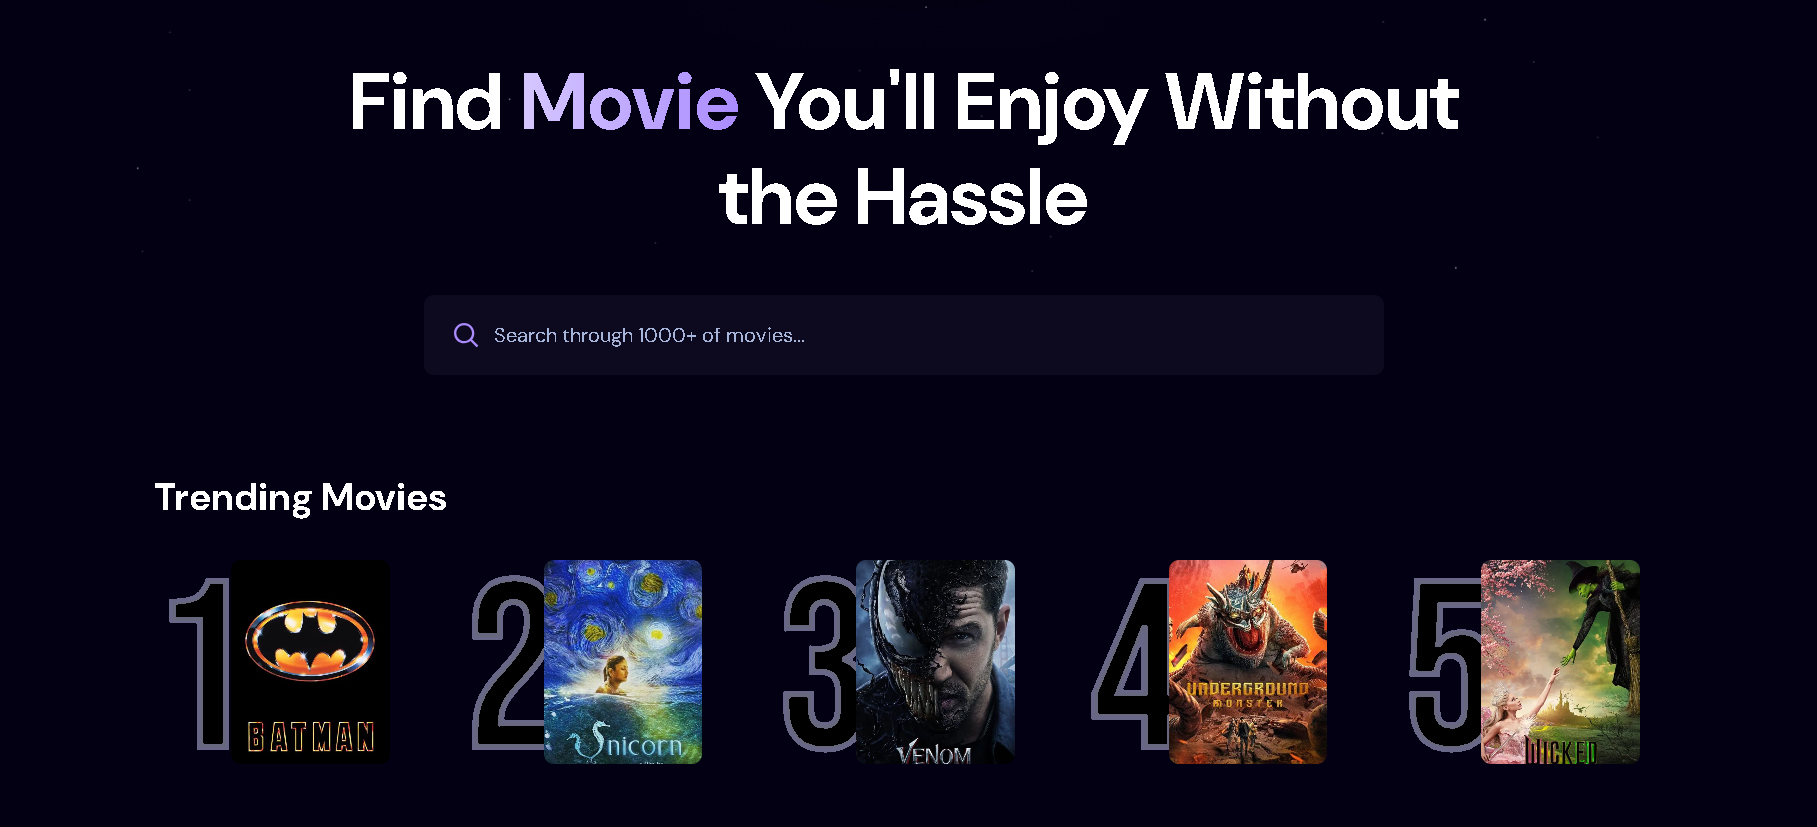 Find Movie You'll Enjoy Without
the Hassle
Search through 1000+ of movies...
Trending Movies
1
BATMAN
2
Unicorn
3
VENOM
4
UNDERGROUND
MONSTER
5
WICKED